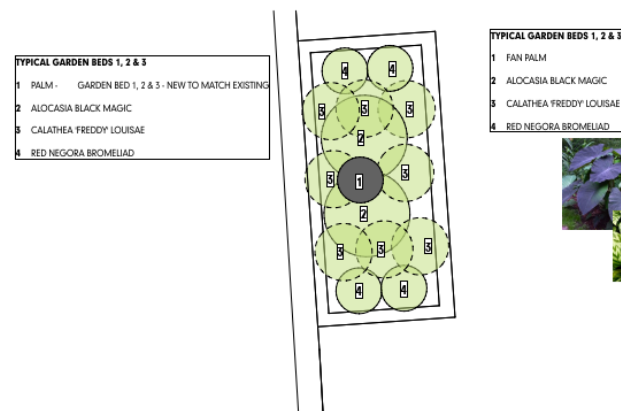 TYPICAL GARDEN BEDS 1, 2 & 3
1 PALM - GARDEN BED 1, 2 & 3 - NEW TO MATCH EXISTING
2 ALOCASIA BLACK MAGIC
3 CALATHEA 'FREDDY' LOUISAE
4 RED NEGORA BROMELIAD
4 4
3 3 3
2
3 1 3
2
3 3 3
4 4
TYPICAL GARDEN BEDS 1, 2 & 3
1 FAN PALM
2 ALOCASIA BLACK MAGIC
3 CALATHEA 'FREDDY' LOUISAE
4 RED NEGORA BROMELIAD